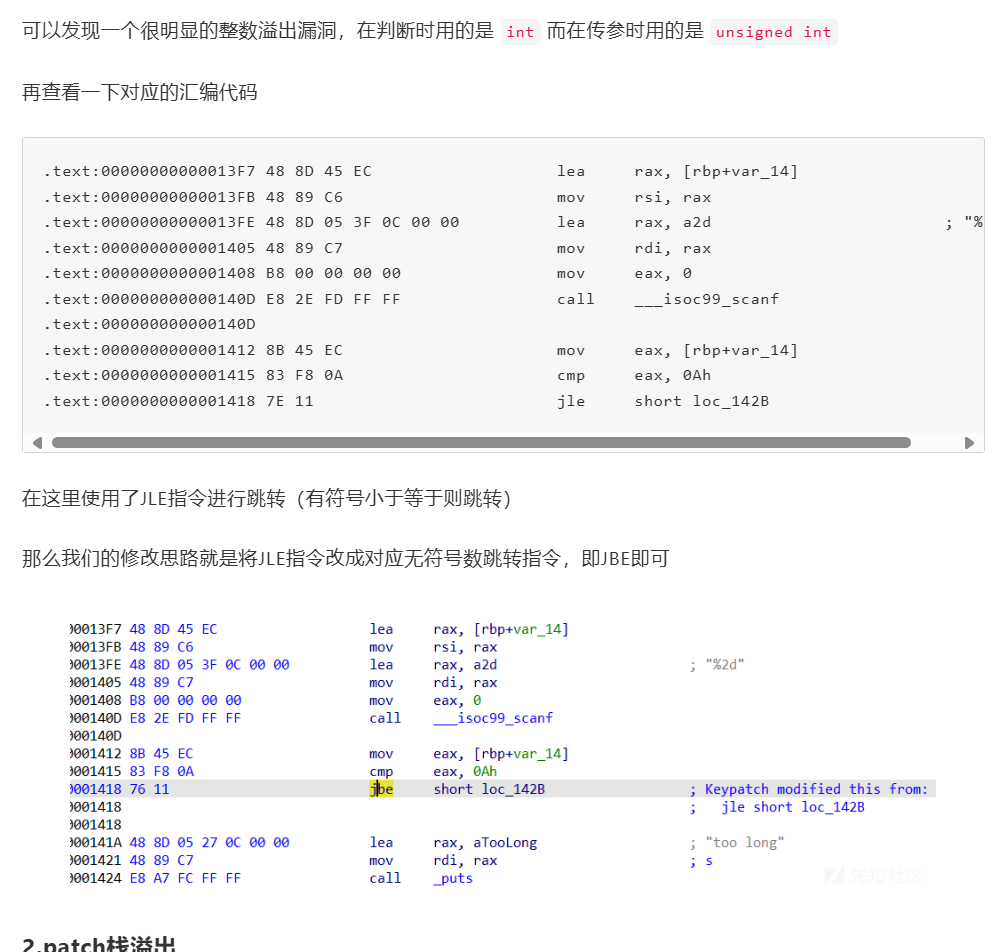 可以发现一个很明显的整数溢出漏洞，在判断时用的是 int 而在传参时用的是 unsigned int
再查看一下对应的汇编代码
.text:00000000000013F7 48 8D 45 EC lea rax, [rbp+var_14]
.text:00000000000013FB 48 89 C6 mov rsi, rax
.text:00000000000013FE 48 8D 05 3F 0C 00 00 lea rax, a2d ; "%
.text:0000000000001405 48 89 C7 mov rdi, rax
.text:0000000000001408 B8 00 00 00 00 mov eax, 0
.text:000000000000140D E8 2E FD FF FF call ___isoc99_scanf
.text:000000000000140D
.text:0000000000001412 8B 45 EC mov eax, [rbp+var_14]
.text:0000000000001415 83 F8 0A cmp eax, 0Ah
.text:0000000000001418 7E 11 jle short loc_142B
在这里使用了JLE指令进行跳转（有符号小于等于则跳转）
那么我们的修改思路就是将JLE指令改成对应无符号数跳转指令，即JBE即可
00013F7 48 8D 45 EC lea rax, [rbp+var_14]
00013FB 48 89 C6 mov rsi, rax
00013FE 48 8D 05 3F 0C 00 00 lea rax, a2d ; "%2d"
0001405 48 89 C7 mov rdi, rax
0001408 B8 00 00 00 00 mov eax, 0
000140D E8 2E FD FF FF call ___isoc99_scanf
000140D
0001412 8B 45 EC mov eax, [rbp+var_14]
0001415 83 F8 0A cmp eax, 0Ah
0001418 76 11 jbe short loc_142B ; Keypatch modified this from:
0001418 ; jle short loc_142B
0001418
000141A 48 8D 05 27 0C 00 00 lea rax, aTooLong ; "too long"
0001421 48 89 C7 mov rdi, rax ; s
0001424 E8 A7 FC FF FF call _puts
先知社区
2.patch栈溢出